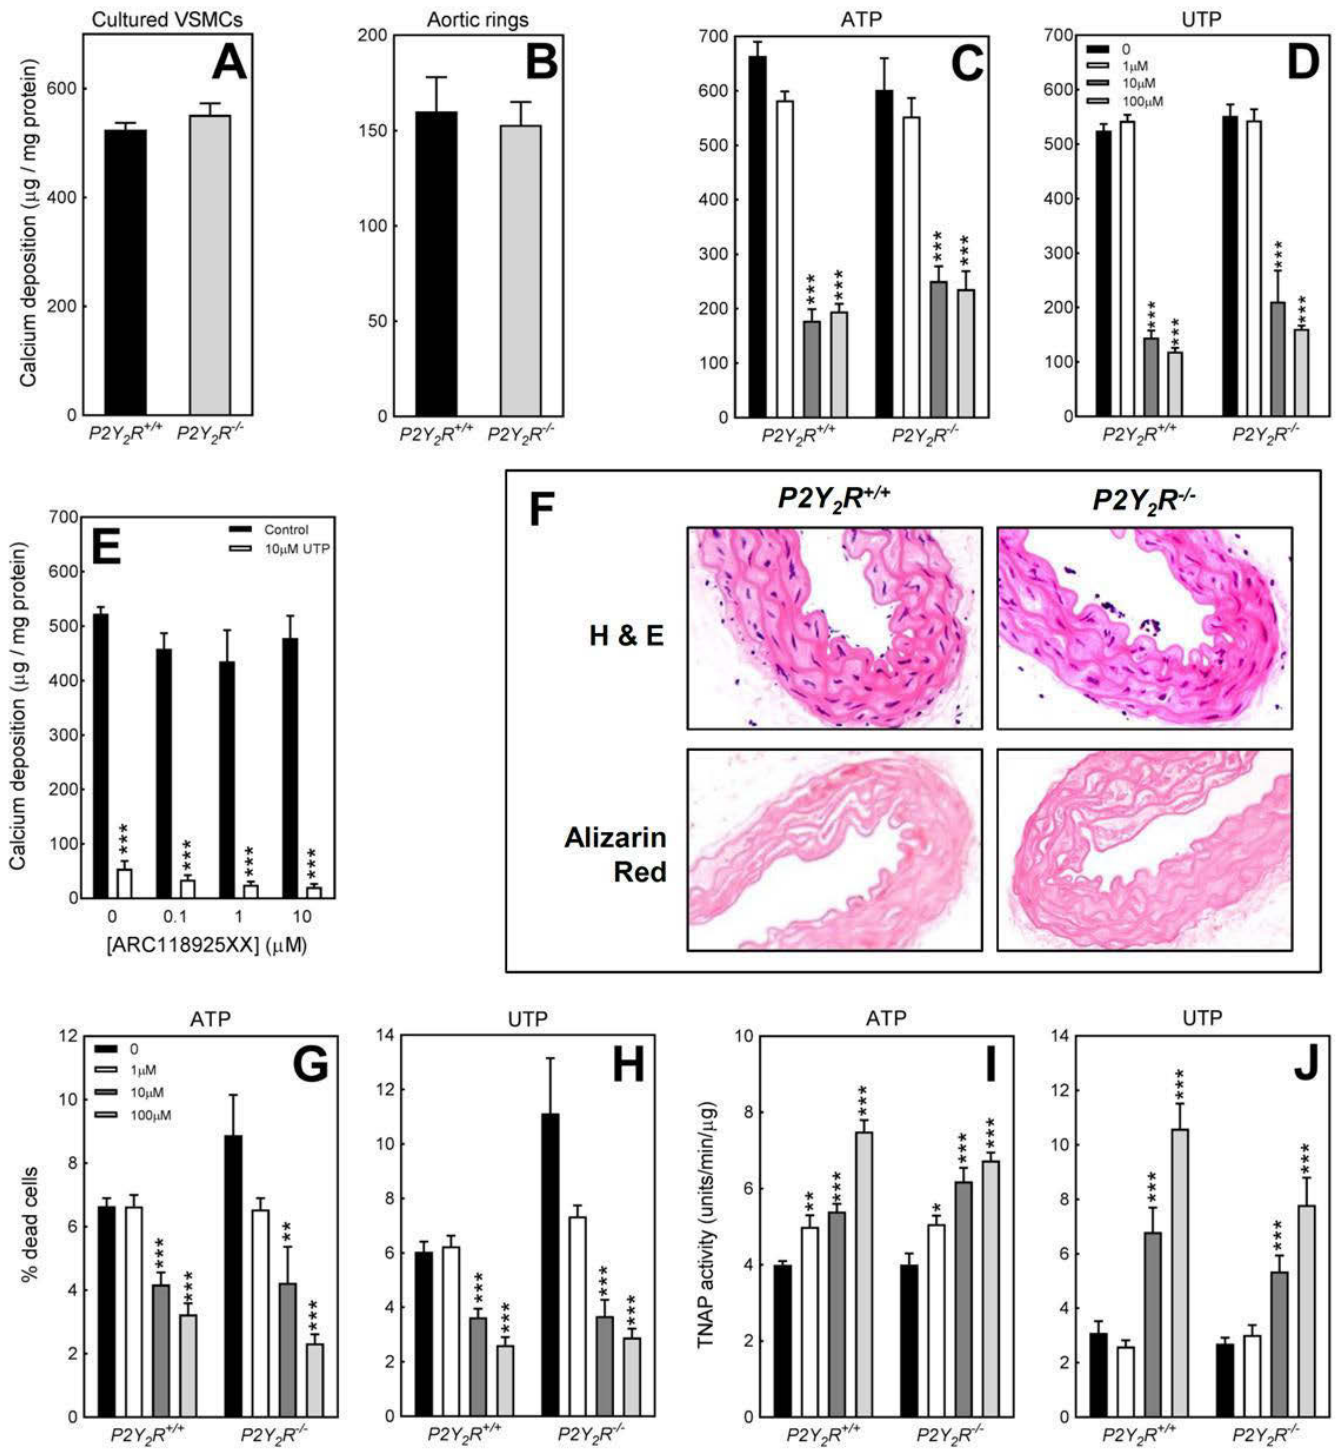 Cultured VSMCs
A
Calcium deposition (µg / mg protein)
600
400
200
0
P2Y2R+/+ P2Y2R-/-
Aortic rings
B
200
150
100
50
0
P2Y2R+/+ P2Y2R-/-
ATP
C
700
600
500
400
300
200
100
0
***
***
***
***
P2Y2R+/+ P2Y2R-/-
UTP
D
0
1µM
10µM
100µM
700
600
500
400
300
200
100
0
***
***
***
***
P2Y2R+/+ P2Y2R-/-
E
Control
10µM UTP
Calcium deposition (µg / mg protein)
700
600
500
400
300
200
100
0
***
***
***
***
0 0.1 1 10
[ARC118925XX] (µM)
F
P2Y2R+/+ P2Y2R-/-
H & E
Alizarin
Red
ATP
G
0
1µM
10µM
100µM
% dead cells
12
10
8
6
4
2
0
***
***
**
***
P2Y2R+/+ P2Y2R-/-
UTP
H
14
12
10
8
6
4
2
0
***
***
***
***
P2Y2R+/+ P2Y2R-/-
ATP
I
TNAP activity (units/min/µg)
10
8
6
4
2
0
**
***
***
*
***
***
P2Y2R+/+ P2Y2R-/-
UTP
J
14
12
10
8
6
4
2
0
***
***
***
***
P2Y2R+/+ P2Y2R-/-